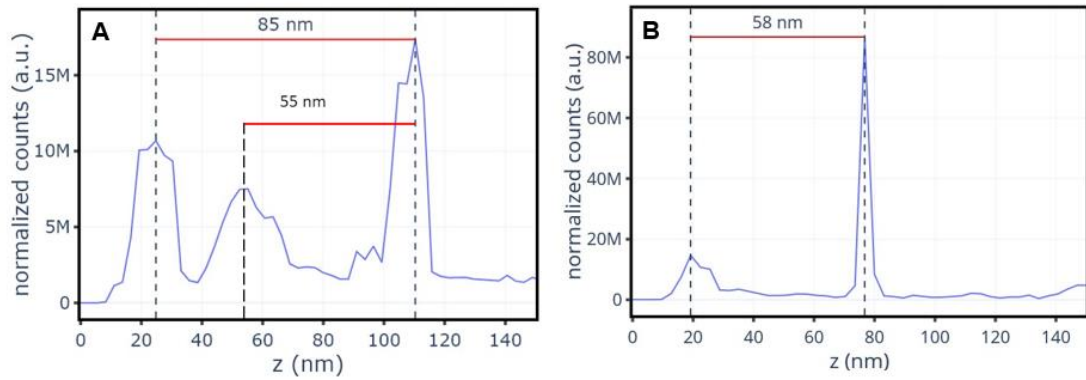 A
85 nm
55 nm
normalized counts (a.u.)
15M
10M
5M
0
0 20 40 60 80 100 120 140
z (nm)
B
58 nm
normalized counts (a.u.)
80M
60M
40M
20M
0
0 20 40 60 80 100 120 140
z (nm)